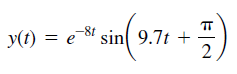 y(t) = e^{-8t} sin(9.7t + π/2)